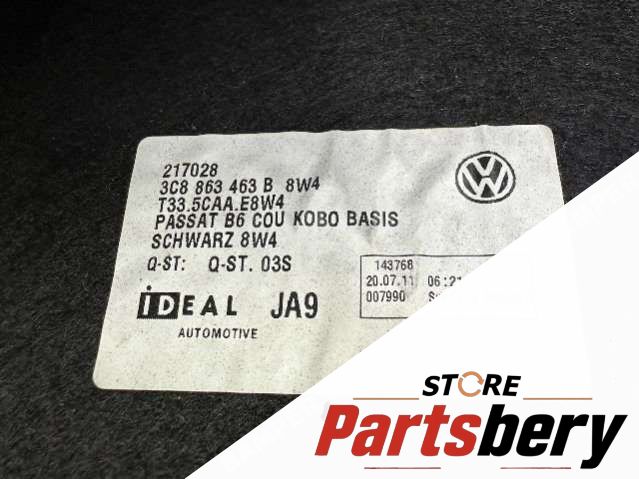 217028
3C8 863 463 B 8W4
T33.5CAA.E8W4
PASSAT B6 COU KOBO BASIS
SCHWARZ 8W4
Q-ST: Q-ST. 03S
143768
20.07.11 06:21
007990
iDEAL JA9
AUTOMOTIVE
STORE
Partsbery